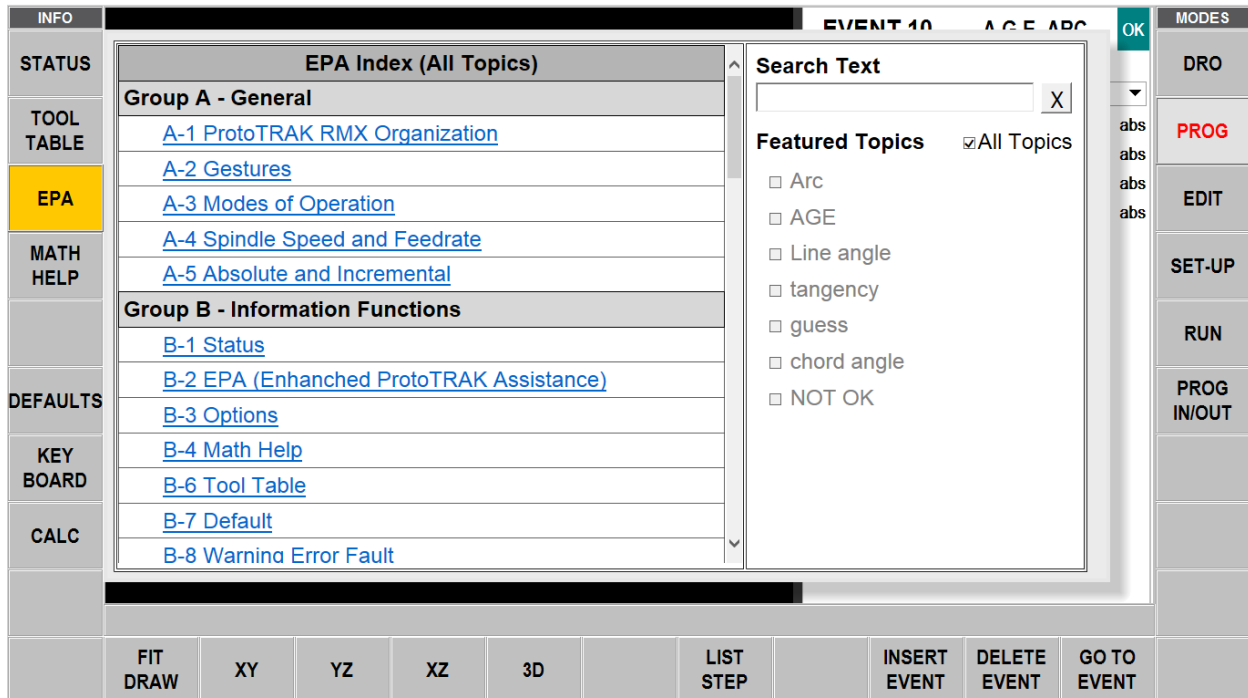 INFO
STATUS
TOOL
TABLE
EPA
MATH
HELP
DEFAULTS
KEY
BOARD
CALC
EPA Index (All Topics)
Group A - General
A-1 ProtoTRAK RMX Organization
A-2 Gestures
A-3 Modes of Operation
A-4 Spindle Speed and Feedrate
A-5 Absolute and Incremental
Group B - Information Functions
B-1 Status
B-2 EPA (Enhanched ProtoTRAK Assistance)
B-3 Options
B-4 Math Help
B-6 Tool Table
B-7 Default
B-8 Warning Error Fault
EVENT 10 A.G.E. ARC
OK
Search Text
X
Featured Topics
All Topics
Arc
AGE
Line angle
tangency
guess
chord angle
NOT OK
abs
abs
abs
abs
MODES
DRO
PROG
EDIT
SET-UP
RUN
PROG
IN/OUT
FIT
DRAW
XY
YZ
XZ
3D
LIST
STEP
INSERT
EVENT
DELETE
EVENT
GO TO
EVENT